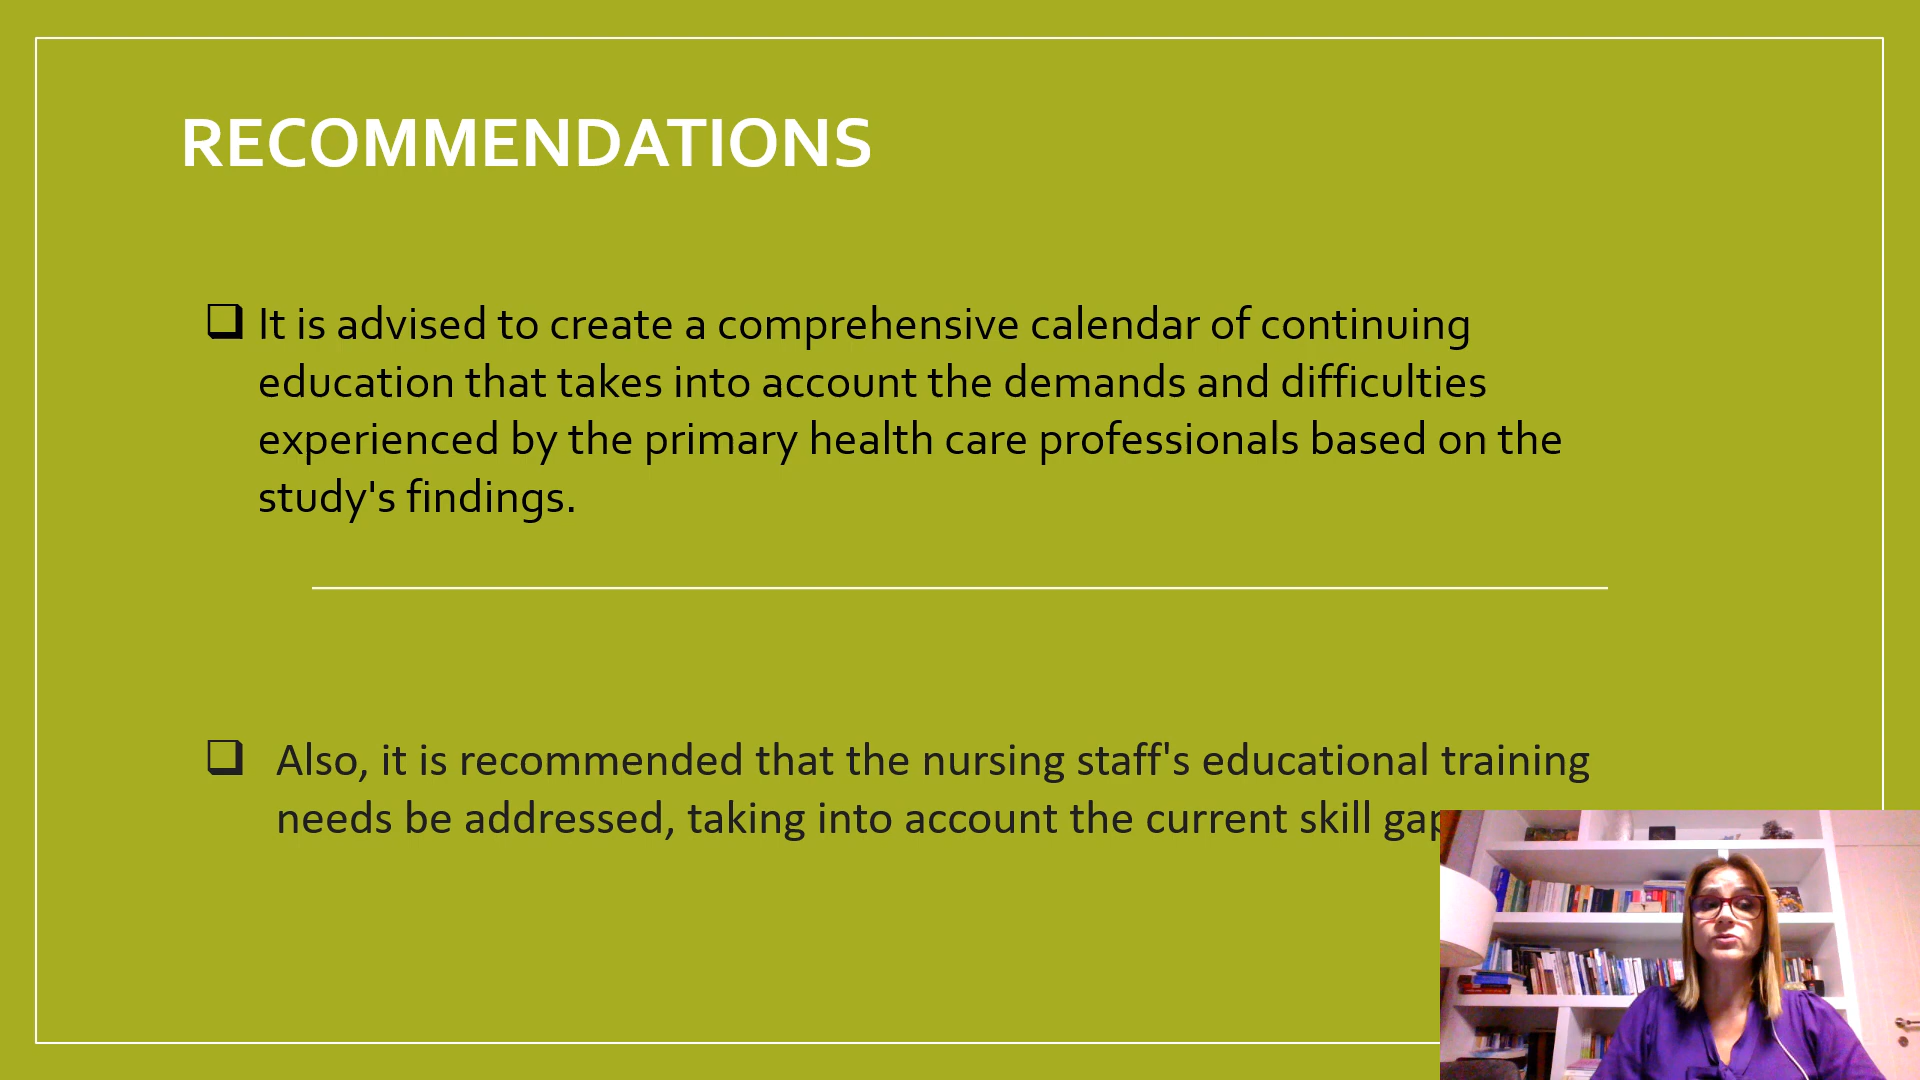 RECOMMENDATIONS
❑ It is advised to create a comprehensive calendar of continuing
education that takes into account the demands and difficulties
experienced by the primary health care professionals based on the
study's findings.
❑ Also, it is recommended that the nursing staff's educational training
needs be addressed, taking into account the current skill